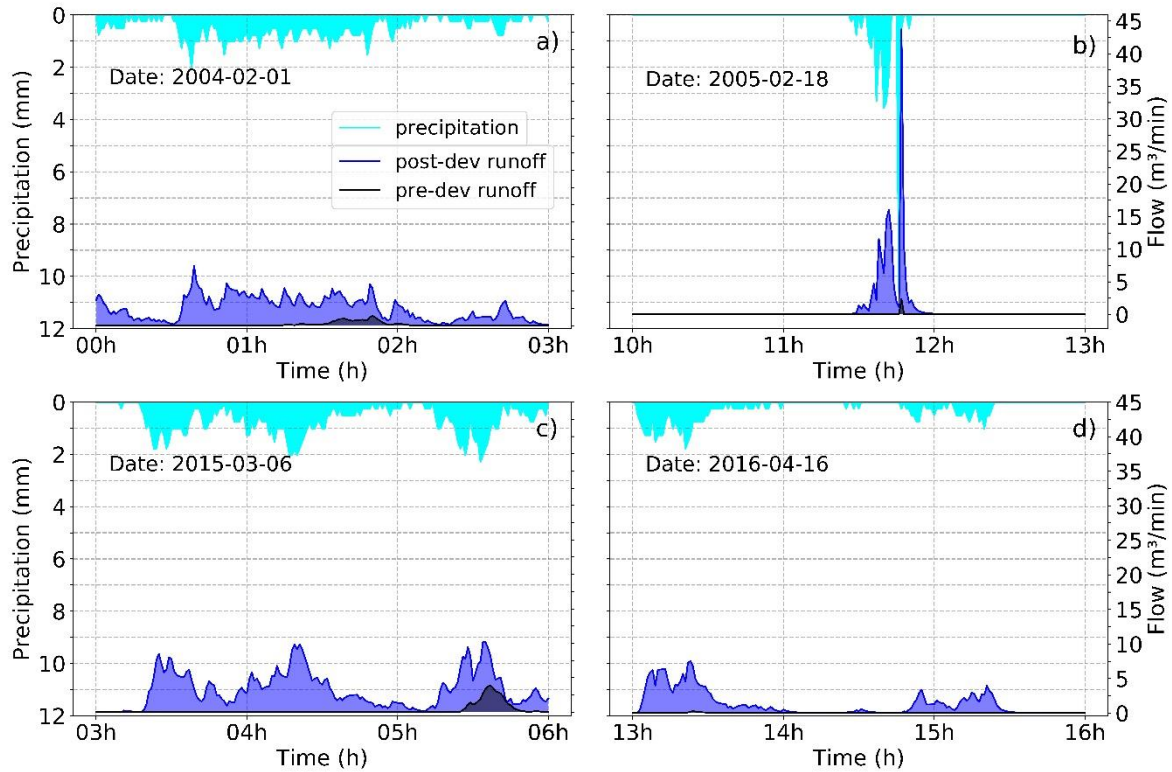 0
2
4
6
8
10
12
Precipitation (mm)
a)
Date: 2004-02-01
precipitation
post-dev runoff
pre-dev runoff
00h
01h
02h
03h
Time (h)
b)
Date: 2005-02-18
45
40
35
30
25
20
15
10
5
0
Flow (m³/min)
10h
11h
12h
13h
Time (h)
0
2
4
6
8
10
12
Precipitation (mm)
c)
Date: 2015-03-06
03h
04h
05h
06h
Time (h)
d)
Date: 2016-04-16
45
40
35
30
25
20
15
10
5
0
Flow (m³/min)
13h
14h
15h
16h
Time (h)